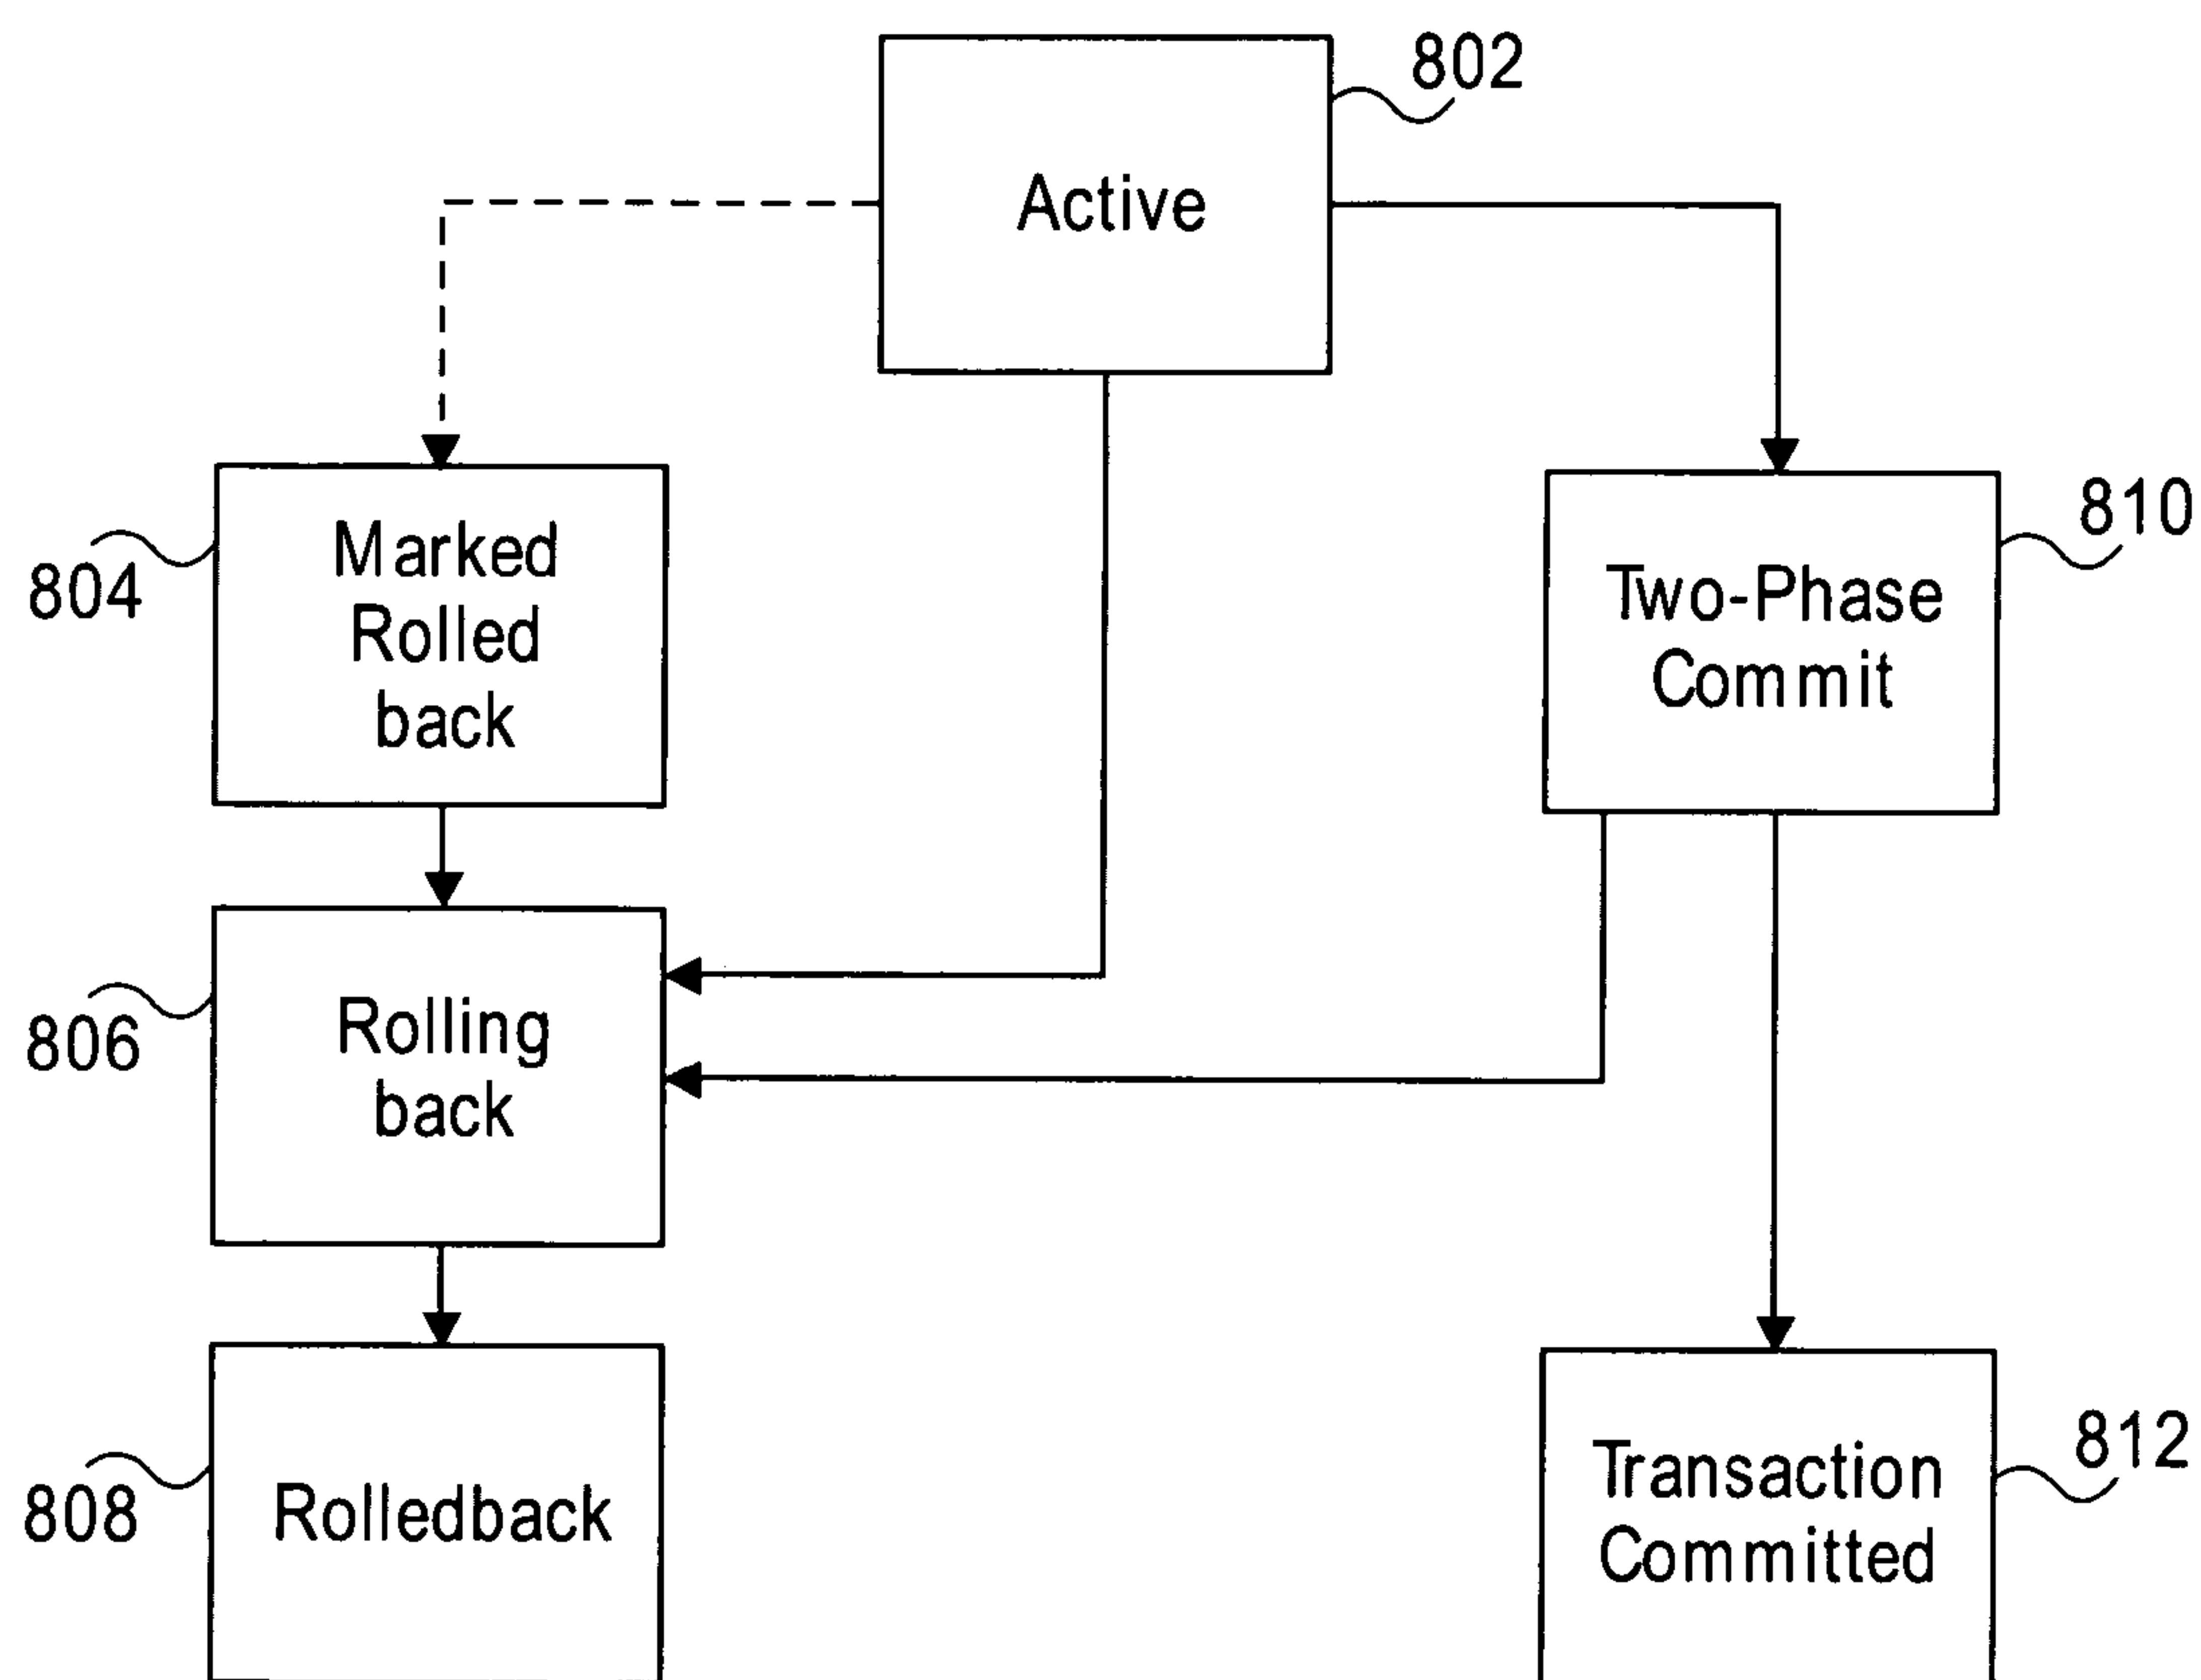 802
Active
804
Marked
Rolled
back
810
Two-Phase
Commit
806
Rolling
back
808
Rolledback
812
Transaction
Committed